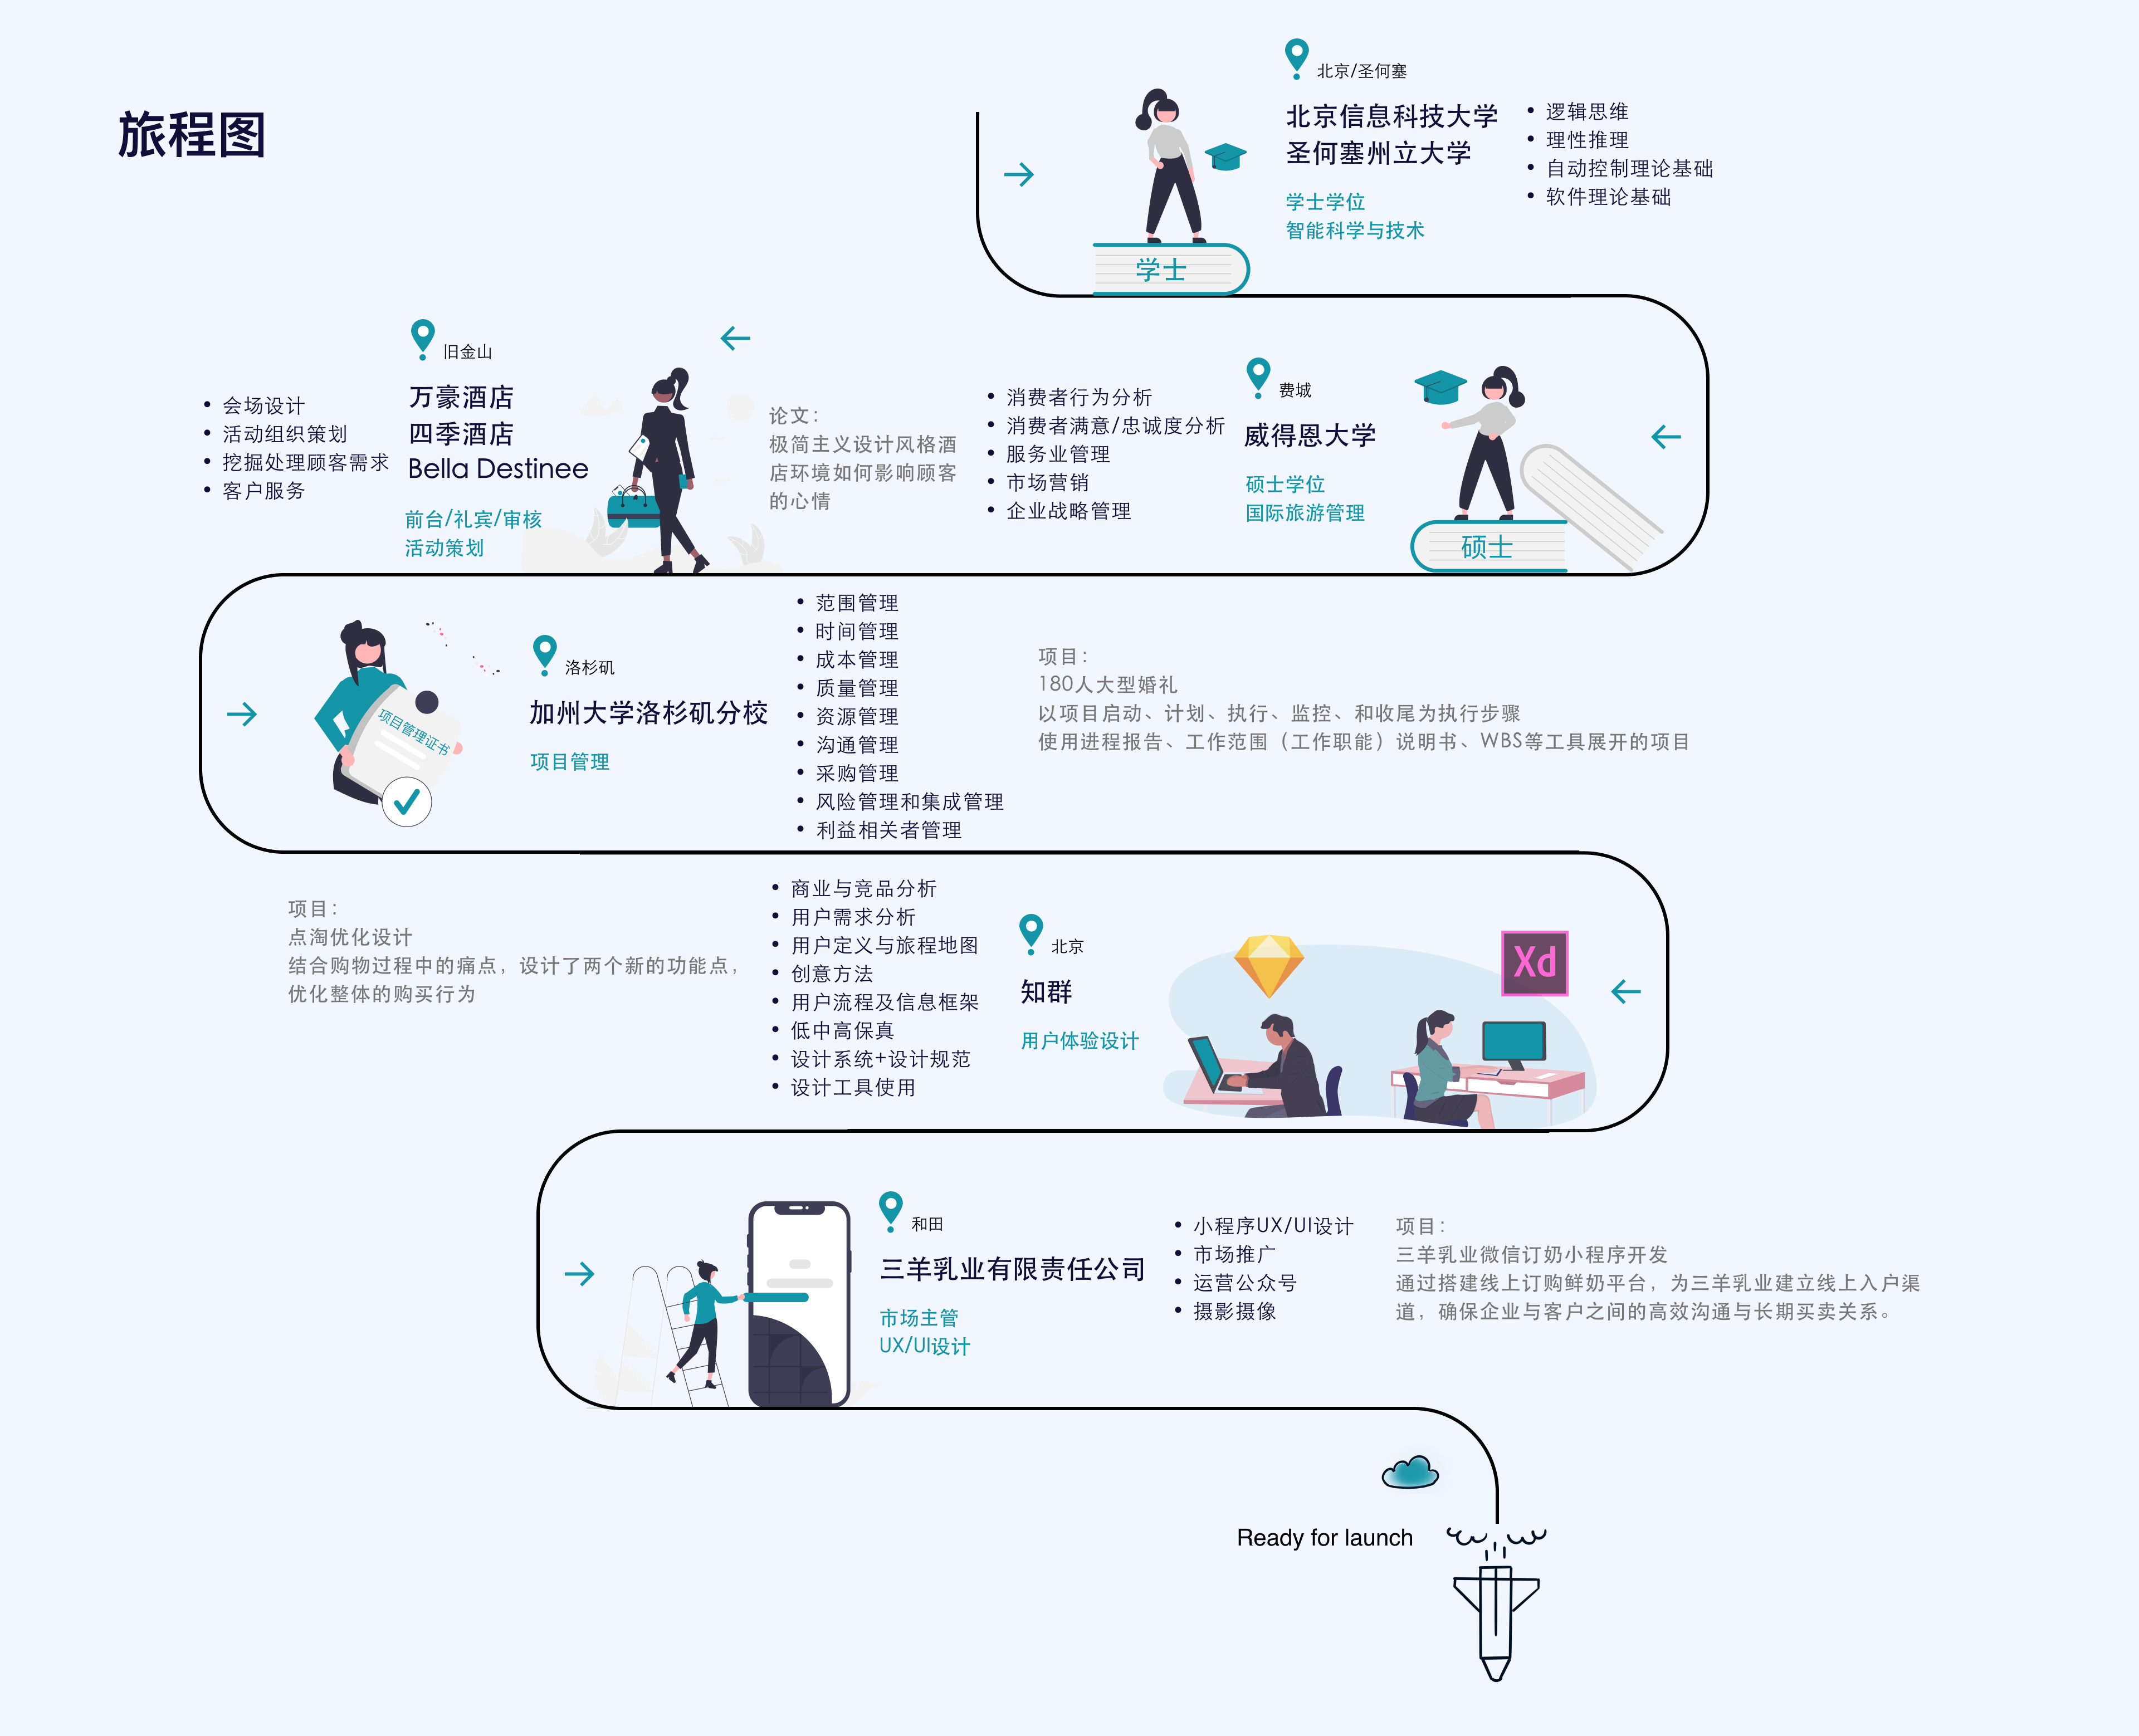 旅程图
北京/圣何塞
北京信息科技大学
圣何塞州立大学
学士学位
智能科学与技术
• 逻辑思维
• 理性推理
• 自动控制理论基础
• 软件理论基础
学士
费城
威得恩大学
硕士学位
国际旅游管理
• 消费者行为分析
• 消费者满意/忠诚度分析
• 服务业管理
• 市场营销
• 企业战略管理
论文：
极简主义设计风格酒
店环境如何影响顾客
的心情
硕士
旧金山
万豪酒店
四季酒店
Bella Destinee
前台/礼宾/审核
活动策划
• 会场设计
• 活动组织策划
• 挖掘处理顾客需求
• 客户服务
项目管理证书
洛杉矶
加州大学洛杉矶分校
项目管理
• 范围管理
• 时间管理
• 成本管理
• 质量管理
• 资源管理
• 沟通管理
• 采购管理
• 风险管理和集成管理
• 利益相关者管理
项目：
180人大型婚礼
以项目启动、计划、执行、监控、和收尾为执行步骤
使用进程报告、工作范围（工作职能）说明书、WBS等工具展开的项目
北京
知群
用户体验设计
Xd
• 商业与竞品分析
• 用户需求分析
• 用户定义与旅程地图
• 创意方法
• 用户流程及信息框架
• 低中高保真
• 设计系统+设计规范
• 设计工具使用
项目：
点淘优化设计
结合购物过程中的痛点，设计了两个新的功能点，
优化整体的购买行为
和田
三羊乳业有限责任公司
市场主管
UX/UI设计
• 小程序UX/UI设计
• 市场推广
• 运营公众号
• 摄影摄像
项目：
三羊乳业微信订奶小程序开发
通过搭建线上订购鲜奶平台，为三羊乳业建立线上入户渠
道，确保企业与客户之间的高效沟通与长期买卖关系。
Ready for launch